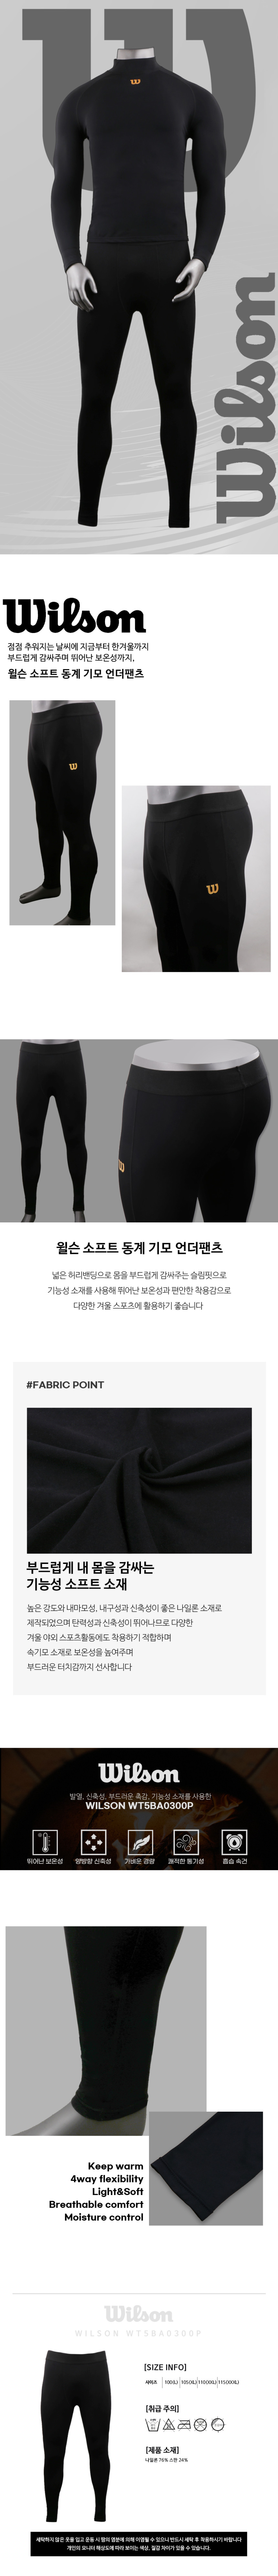 Wilson
Wilson
점점 추워지는 날씨에 지금부터 한겨울까지
부드럽게 감싸주며 뛰어난 보온성까지,
윌슨 소프트 동계 기모 언더팬츠
윌슨 소프트 동계 기모 언더팬츠
넓은 허리밴딩으로 몸을 부드럽게 감싸주는 슬림핏으로
기능성 소재를 사용해 뛰어난 보온성과 편안한 착용감으로
다양한 겨울 스포츠에 활용하기 좋습니다
#FABRIC POINT
부드럽게 내 몸을 감싸는
기능성 소프트 소재
높은 강도와 내마모성, 내구성과 신축성이 좋은 나일론 소재로
제작되었으며 탄력성과 신축성이 뛰어나므로 다양한
겨울 야외 스포츠활동에도 착용하기 적합하며
속기모 소재로 보온성을 높여주며
부드러운 터치감까지 선사합니다
Wilson
발열, 신축성, 부드러운 촉감, 기능성 소재를 사용한
WILSON WT5BA0300P
뛰어난 보온성 양방향 신축성 가벼운 경량 쾌적한 통기성 흡습 속건
Keep warm
4way flexibility
Light&Soft
Breathable comfort
Moisture control
Wilson
WILSON WT5BA0300P
[SIZE INFO]
사이즈 100(L) 105(XL) 110(XXL) 115(XXXL)
[취급 주의]
[제품 소재]
나일론 76% 스판 24%
세탁하지 않은 옷을 입고 운동 시 땀의 염분에 의해 이염될 수 있으니 반드시 세탁 후 착용하시기 바랍니다
개인의 모니터 해상도에 따라 보이는 색상, 질감 차이가 있을 수 있습니다.